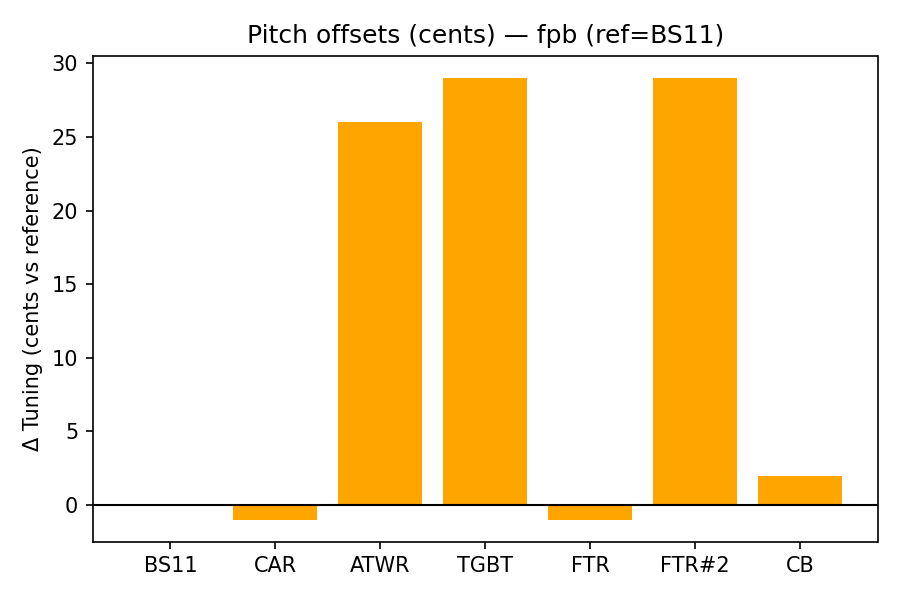 Pitch offsets (cents) — fpb (ref=BS11)
Δ Tuning (cents vs reference)
30
25
20
15
10
5
0
BS11 CAR ATWR TGBT FTR FTR#2 CB